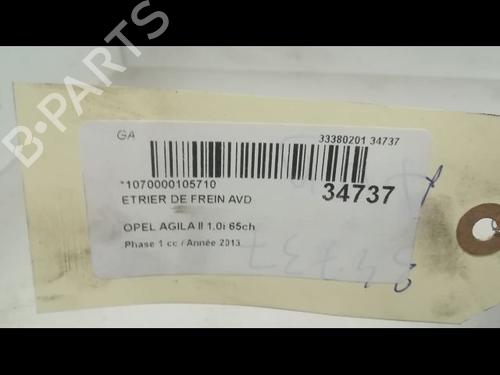 B-PARTS
GA
33380201 34737
*1070000105710
34737
ETRIER DE FREIN AVD
OPEL AGILA II 1.0i 65ch
Phase 1 cc / Année 2013
34737